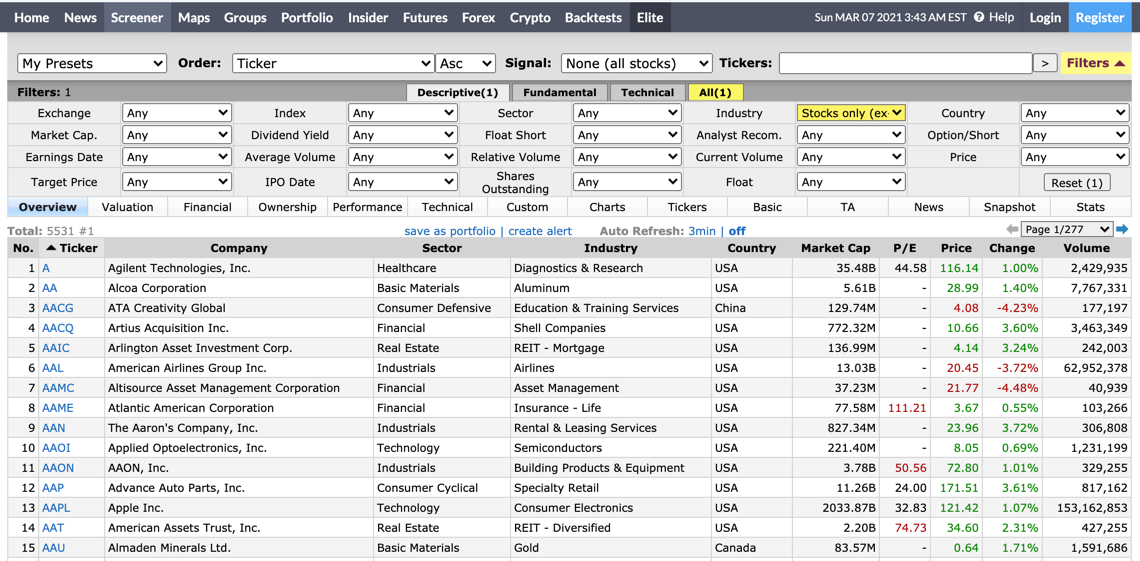 Home News Screener Maps Groups Portfolio Insider Futures Forex Crypto Backtests Elite Sun MAR 07 2021 3:43 AM EST Help Login Register
My Presets Order: Ticker Asc Signal: None (all stocks) Tickers: > Filters
Filters: 1 Descriptive(1) Fundamental Technical All(1)
Exchange Any Index Any Sector Any Industry Stocks only (ex- Country Any
Market Cap. Any Dividend Yield Any Float Short Any Analyst Recom. Any Option/Short Any
Earnings Date Any Average Volume Any Relative Volume Any Current Volume Any Price Any
Target Price Any IPO Date Any Shares Outstanding Any Float Any Reset (1)
Overview Valuation Financial Ownership Performance Technical Custom Charts Tickers Basic TA News Snapshot Stats
Total: 5531 #1 save as portfolio | create alert Auto Refresh: 3min | off Page 1/277
No. Ticker Company Sector Industry Country Market Cap P/E Price Change Volume
1 A Agilent Technologies, Inc. Healthcare Diagnostics & Research USA 35.48B 44.58 116.14 1.00% 2,429,935
2 AA Alcoa Corporation Basic Materials Aluminum USA 5.61B - 28.99 1.40% 7,767,331
3 AACG ATA Creativity Global Consumer Defensive Education & Training Services China 129.74M - 4.08 -4.23% 177,197
4 AACQ Artius Acquisition Inc. Financial Shell Companies USA 772.32M - 10.66 3.60% 3,463,349
5 AAIC Arlington Asset Investment Corp. Real Estate REIT - Mortgage USA 136.99M - 4.14 3.24% 242,003
6 AAL American Airlines Group Inc. Industrials Airlines USA 13.03B - 20.45 -3.72% 62,952,378
7 AAMC Altisource Asset Management Corporation Financial Asset Management USA 37.23M - 21.77 -4.48% 40,939
8 AAME Atlantic American Corporation Financial Insurance - Life USA 77.58M 111.21 3.67 0.55% 103,266
9 AAN The Aaron's Company, Inc. Industrials Rental & Leasing Services USA 827.34M - 23.96 3.72% 306,808
10 AAOI Applied Optoelectronics, Inc. Technology Semiconductors USA 221.40M - 8.05 0.69% 1,231,199
11 AAON AAON, Inc. Industrials Building Products & Equipment USA 3.78B 50.56 72.80 1.01% 329,255
12 AAP Advance Auto Parts, Inc. Consumer Cyclical Specialty Retail USA 11.26B 24.00 171.51 3.61% 817,162
13 AAPL Apple Inc. Technology Consumer Electronics USA 2033.87B 32.83 121.42 1.07% 153,162,853
14 AAT American Assets Trust, Inc. Real Estate REIT - Diversified USA 2.20B 74.73 34.60 2.31% 427,255
15 AAU Almaden Minerals Ltd. Basic Materials Gold Canada 83.57M - 0.64 1.71% 1,591,686